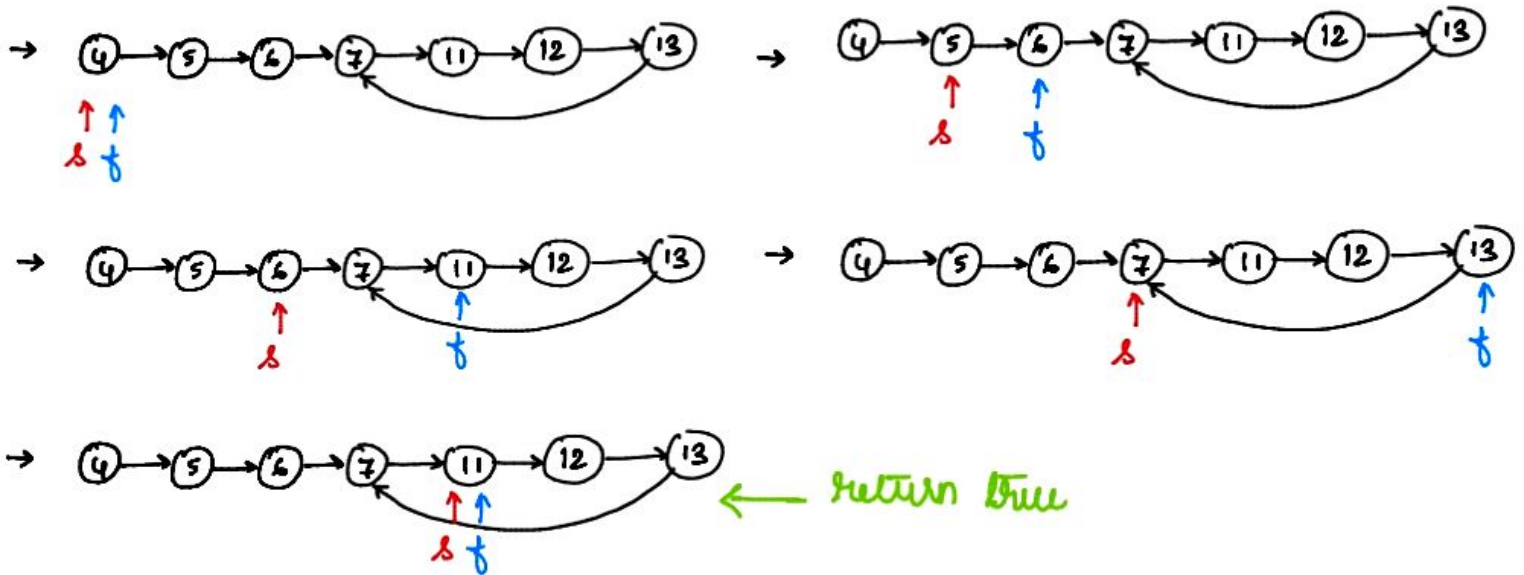 → 4 → 5 → 6 → 7 → 11 → 12 → 13
s f
→ 4 → 5 → 6 → 7 → 11 → 12 → 13
s f
→ 4 → 5 → 6 → 7 → 11 → 12 → 13
s f
→ 4 → 5 → 6 → 7 → 11 → 12 → 13
s f
→ 4 → 5 → 6 → 7 → 11 → 12 → 13
← return true
s f